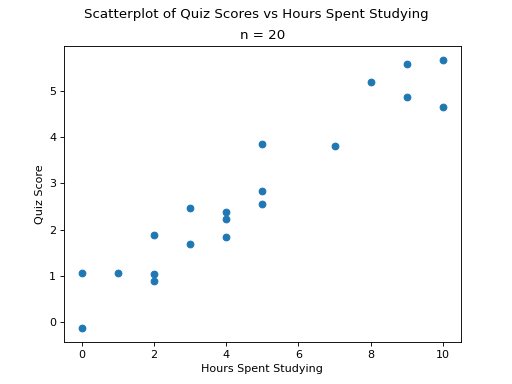 Scatterplot of Quiz Scores vs Hours Spent Studying
n = 20
Quiz Score
5
4
3
2
1
0
0 2 4 6 8 10
Hours Spent Studying